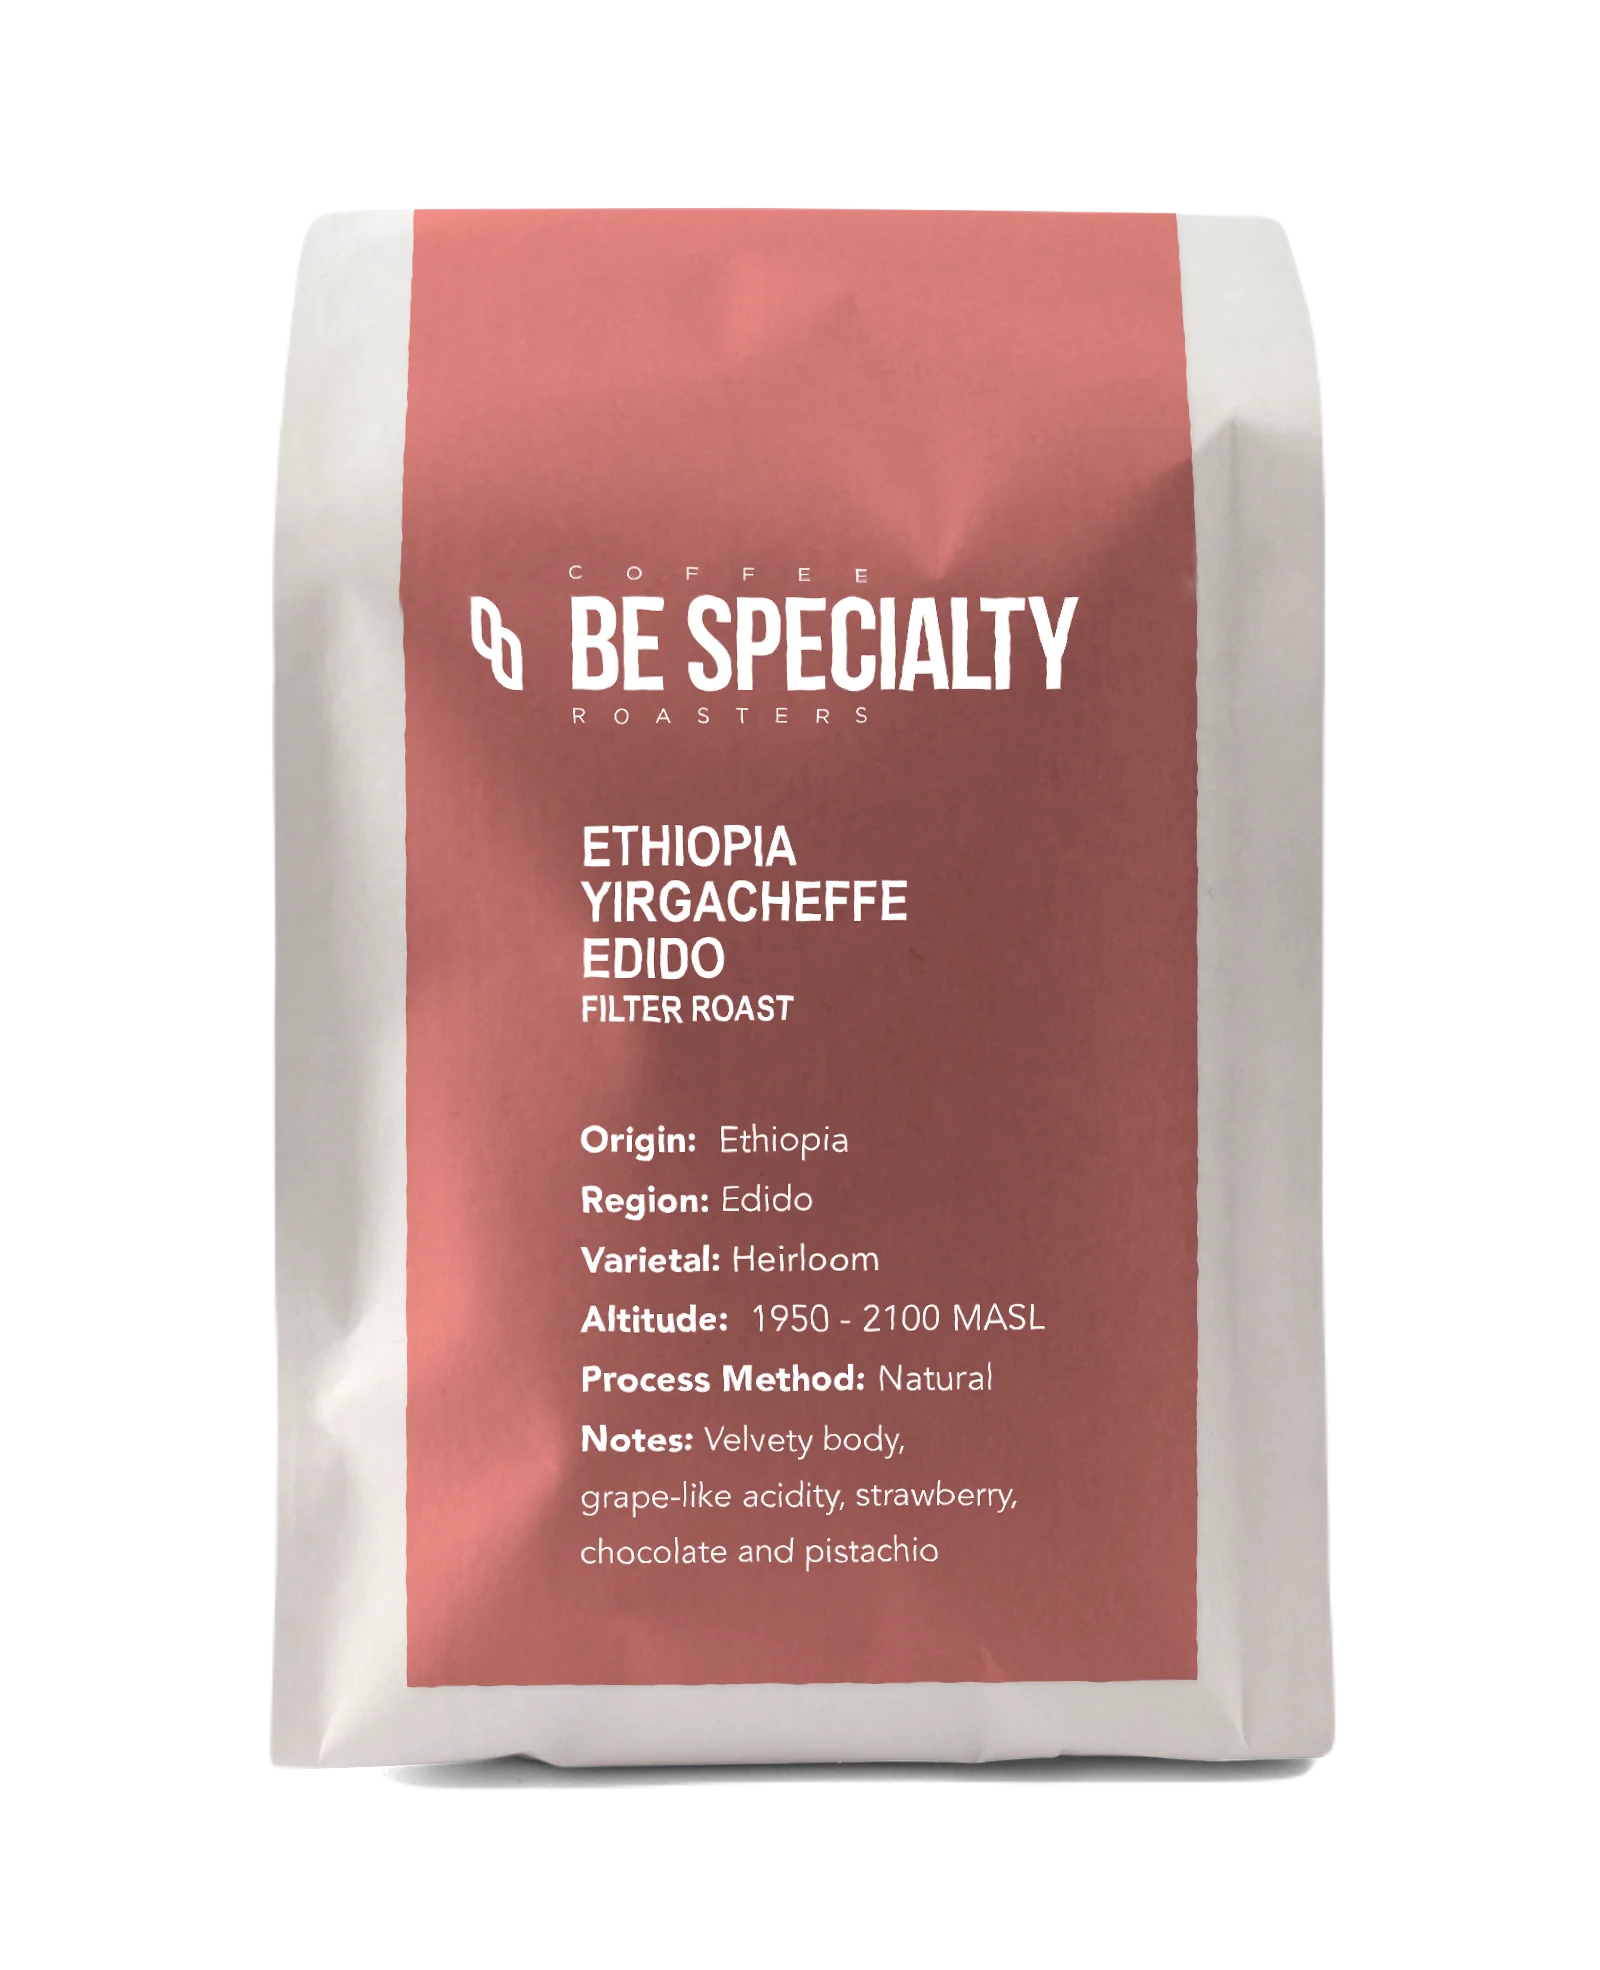 COFFEE
BE SPECIALTY
ROASTERS
ETHIOPIA
YIRGACHEFFE
EDIDO
FILTER ROAST
Origin: Ethiopia
Region: Edido
Varietal: Heirloom
Altitude: 1950 - 2100 MASL
Process Method: Natural
Notes: Velvety body,
grape-like acidity, strawberry,
chocolate and pistachio